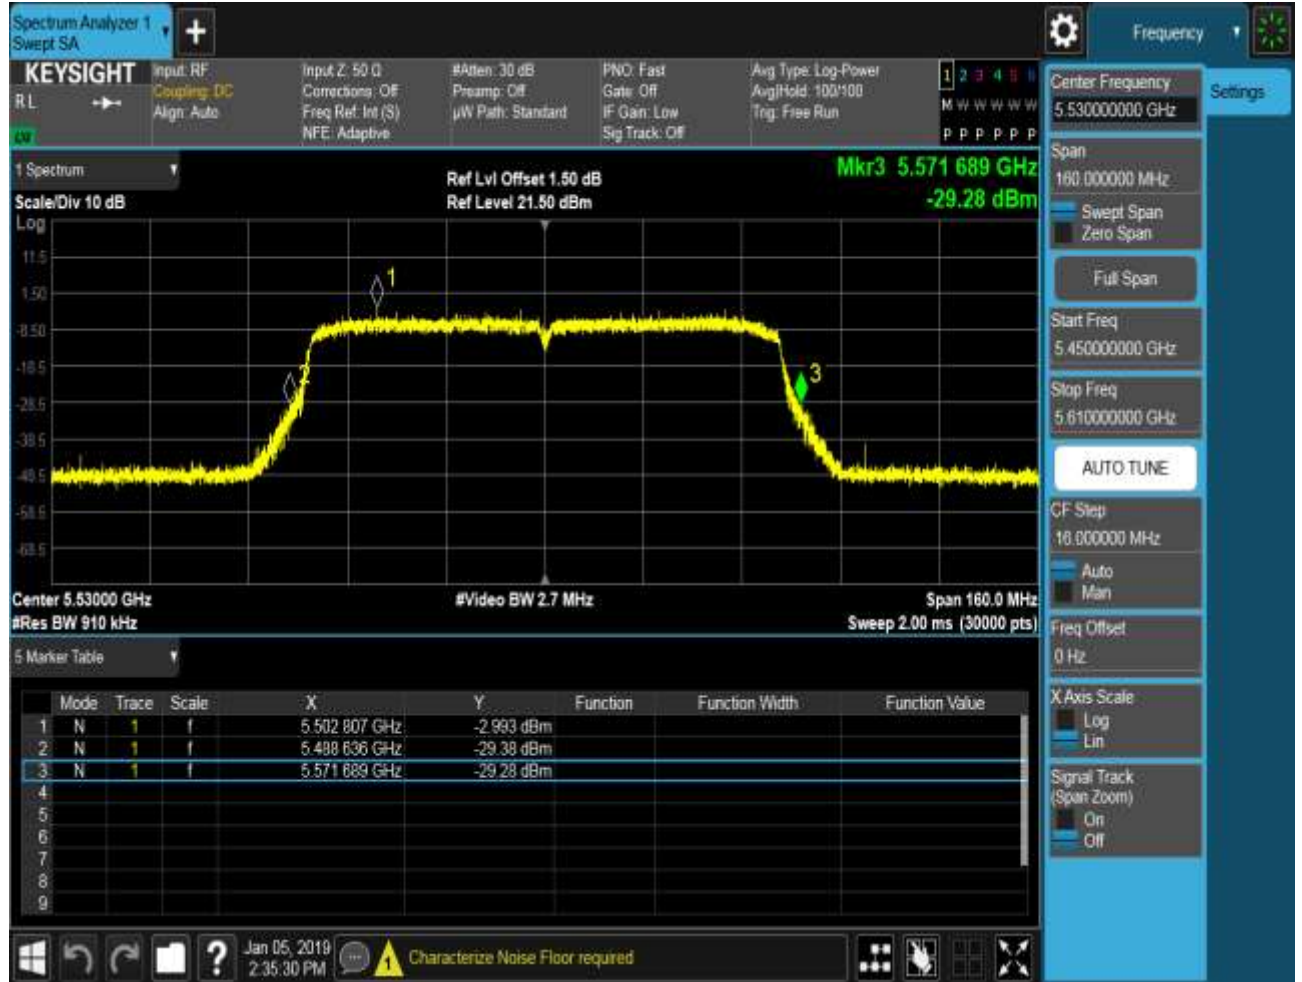 Spectrum Analyzer 1
Swept SA
+
Frequency
KEYSIGHT
RL
Input: RF
Coupling: DC
Align: Auto
Input Z: 50 Ω
Corrections: Off
Freq Ref: Int (S)
NFE: Adaptive
#Atten: 30 dB
Preamp: Off
µW Path: Standard
PNO: Fast
Gate: Off
IF Gain: Low
Sig Track: Off
Avg Type: Log-Power
Avg|Hold: 100/100
Trig: Free Run
1 2 3 4 5 6
M W W W W W
P P P P P P
Center Frequency
5.530000000 GHz
Settings
Span
160.000000 MHz
Swept Span
Zero Span
Full Span
Start Freq
5.450000000 GHz
Stop Freq
5.610000000 GHz
AUTO TUNE
CF Step
16.000000 MHz
Auto
Man
Freq Offset
0 Hz
X Axis Scale
Log
Lin
Signal Track
(Span Zoom)
On
Off
1 Spectrum
Scale/Div 10 dB
Ref Lvl Offset 1.50 dB
Ref Level 21.50 dBm
Mkr3 5.571 689 GHz
-29.28 dBm
Log
11.5
1.50
-8.50
-18.5
-28.5
-38.5
-48.5
-58.5
-68.5
1
2
3
Center 5.53000 GHz
#Res BW 910 kHz
#Video BW 2.7 MHz
Span 160.0 MHz
Sweep 2.00 ms (30000 pts)
5 Marker Table
Mode Trace Scale X Y Function Function Width Function Value
1 N 1 f 5.502 807 GHz -2.993 dBm
2 N 1 f 5.488 636 GHz -29.38 dBm
3 N 1 f 5.571 689 GHz -29.28 dBm
4
5
6
7
8
9
?
Jan 05, 2019
2:35:30 PM
1
Characterize Noise Floor required